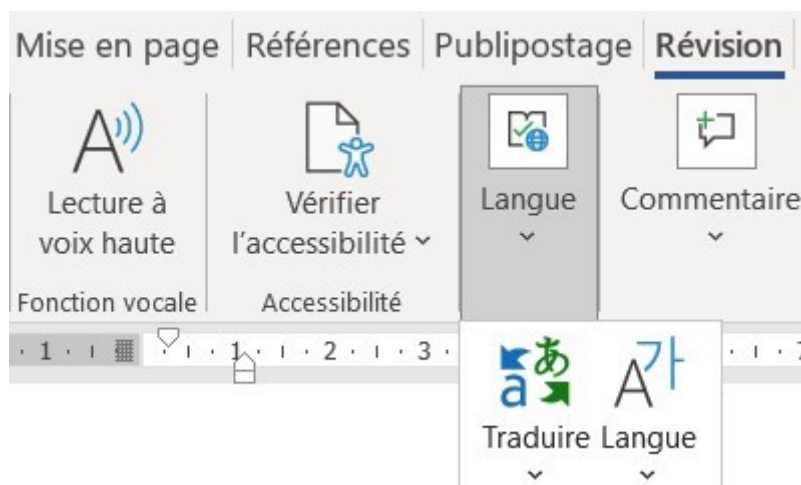 Mise en page Références Publipostage Révision
Lecture à
voix haute
Vérifier
l'accessibilité
Langue
Commentaire
Fonction vocale
Accessibilité
1 1 2 3
Traduire Langue